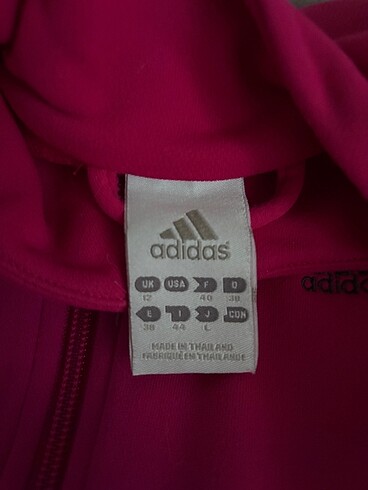 adidas
UK USA F D
12 40 38
E I J CDN
38 44 L
MADE IN THAILAND
FABRIQUÉ EN THAILANDE
adidas